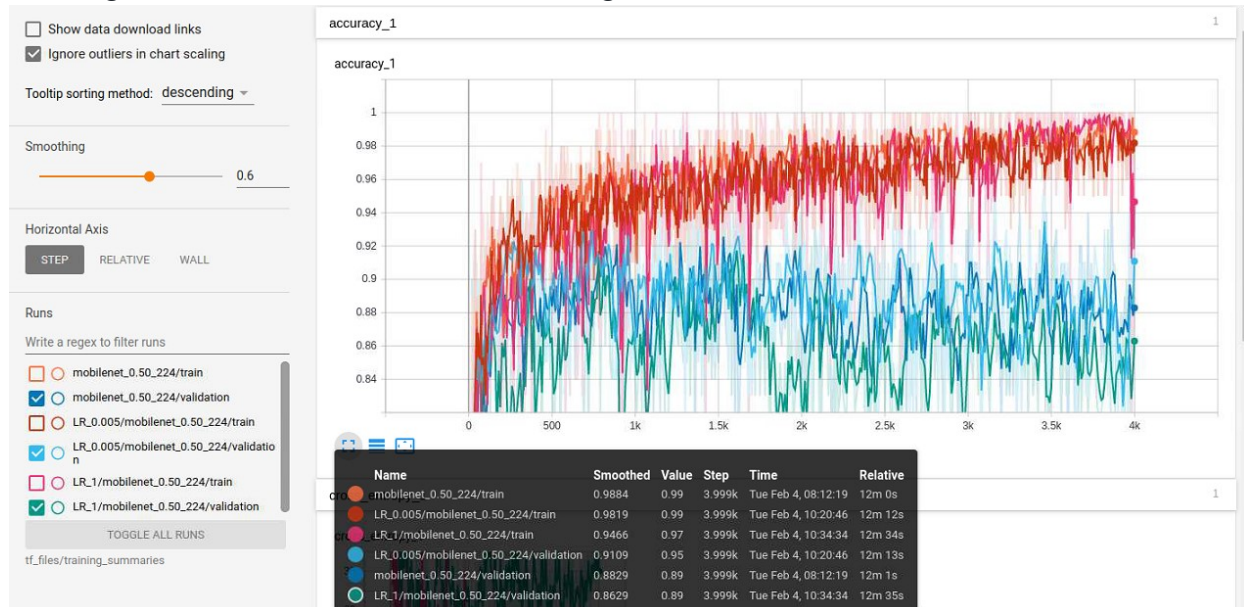 Show data download links
Ignore outliers in chart scaling
Tooltip sorting method: descending
Smoothing
0.6
Horizontal Axis
STEP RELATIVE WALL
Runs
Write a regex to filter runs
mobilenet_0.50_224/train
mobilenet_0.50_224/validation
LR_0.005/mobilenet_0.50_224/train
LR_0.005/mobilenet_0.50_224/validatio
n
LR_1/mobilenet_0.50_224/train
LR_1/mobilenet_0.50_224/validation
TOGGLE ALL RUNS
tf_files/training_summaries
accuracy_1 1
accuracy_1
1
0.98
0.96
0.94
0.92
0.9
0.88
0.86
0.84
0 500 1k 1.5k 2k 2.5k 3k 3.5k 4k
1
Name Smoothed Value Step Time Relative
mobilenet_0.50_224/train 0.9884 0.99 3.999k Tue Feb 4, 08:12:19 12m 0s
LR_0.005/mobilenet_0.50_224/train 0.9819 0.99 3.999k Tue Feb 4, 10:20:46 12m 12s
LR_1/mobilenet_0.50_224/train 0.9466 0.97 3.999k Tue Feb 4, 10:34:34 12m 34s
LR_0.005/mobilenet_0.50_224/validation 0.9109 0.95 3.999k Tue Feb 4, 10:20:46 12m 13s
mobilenet_0.50_224/validation 0.8829 0.89 3.999k Tue Feb 4, 08:12:19 12m 1s
LR_1/mobilenet_0.50_224/validation 0.8629 0.89 3.999k Tue Feb 4, 10:34:34 12m 35s